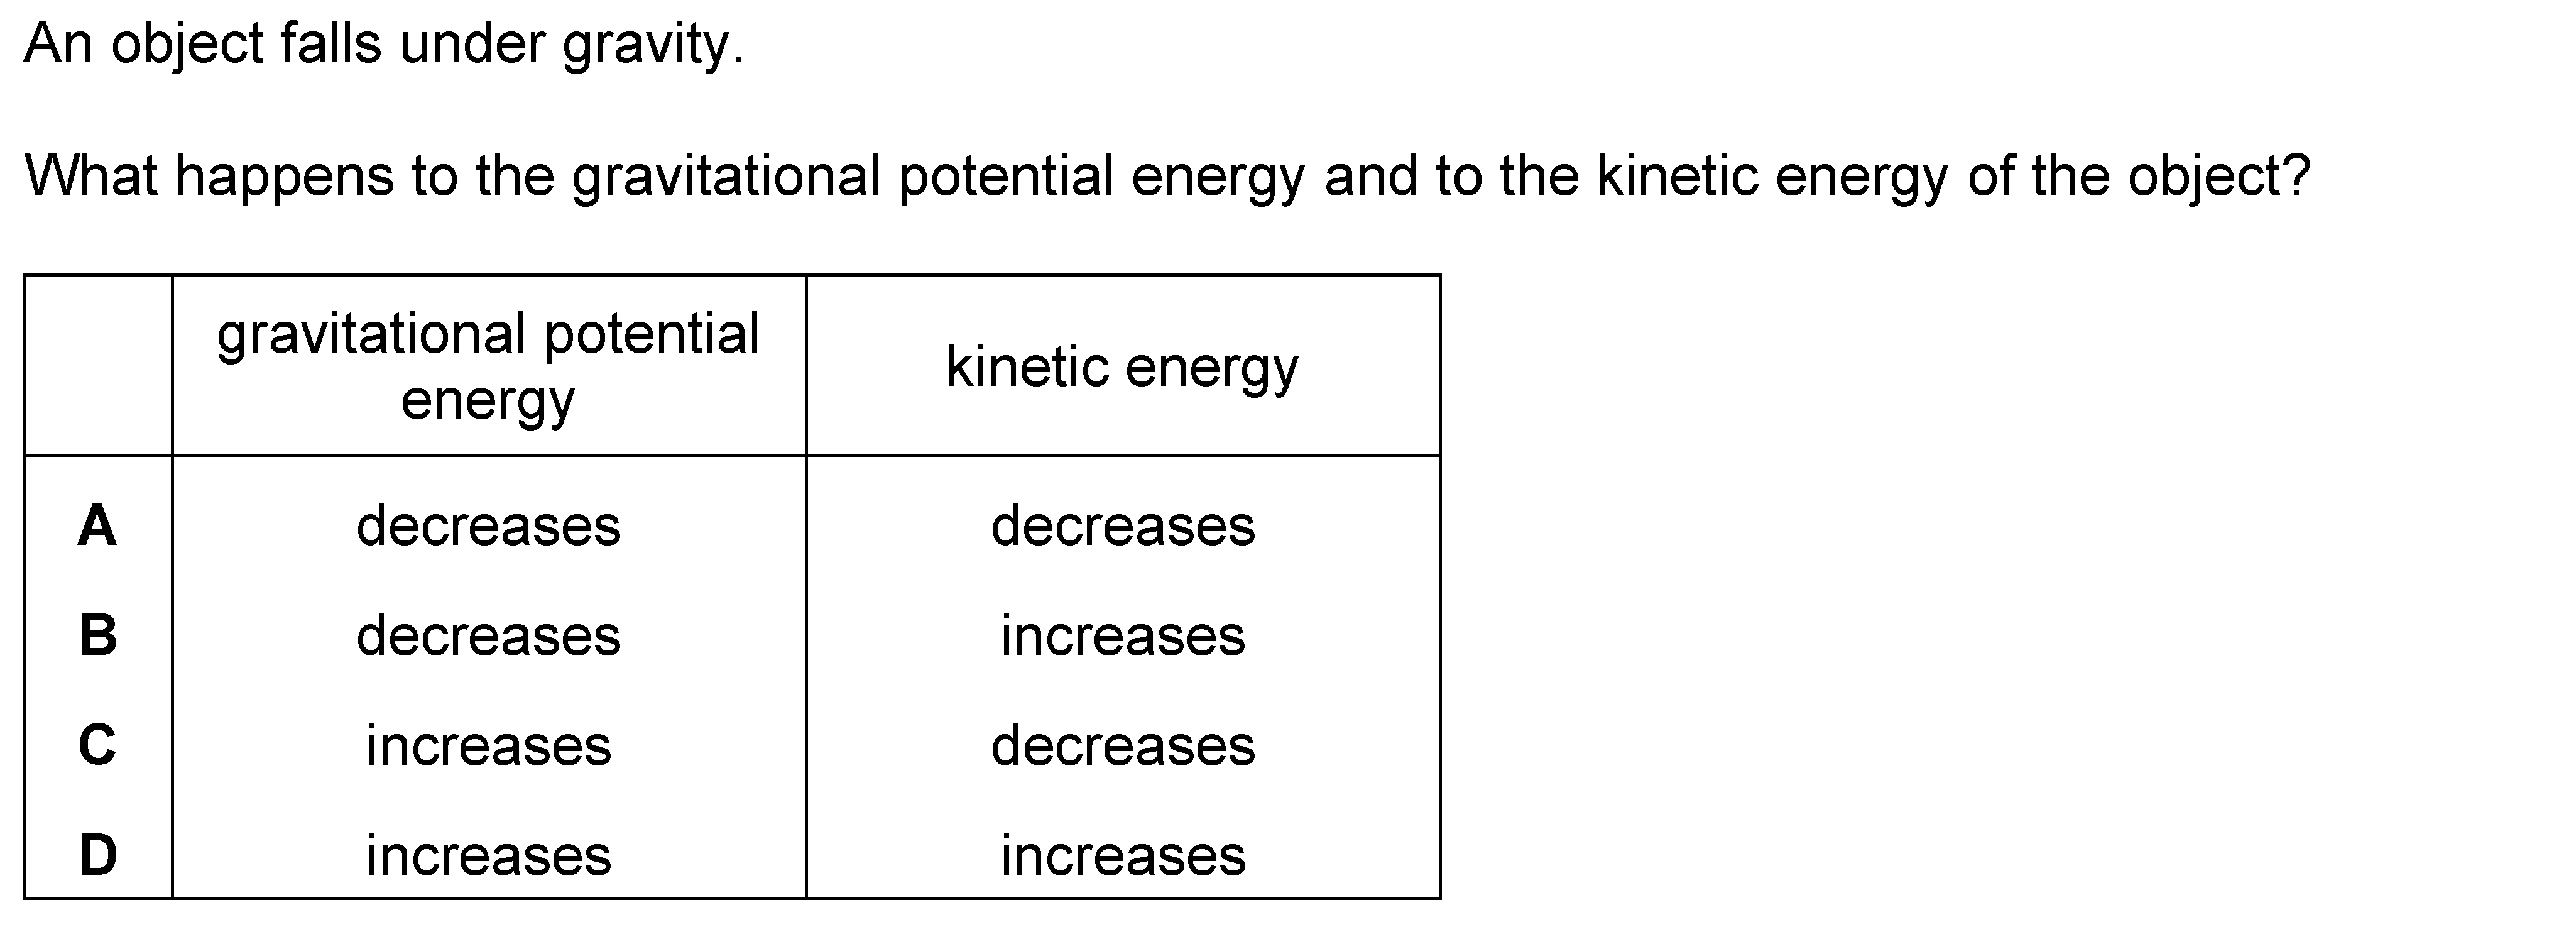 An object falls under gravity.
What happens to the gravitational potential energy and to the kinetic energy of the object?
gravitational potential
energy
kinetic energy
A decreases decreases
B decreases increases
C increases decreases
D increases increases